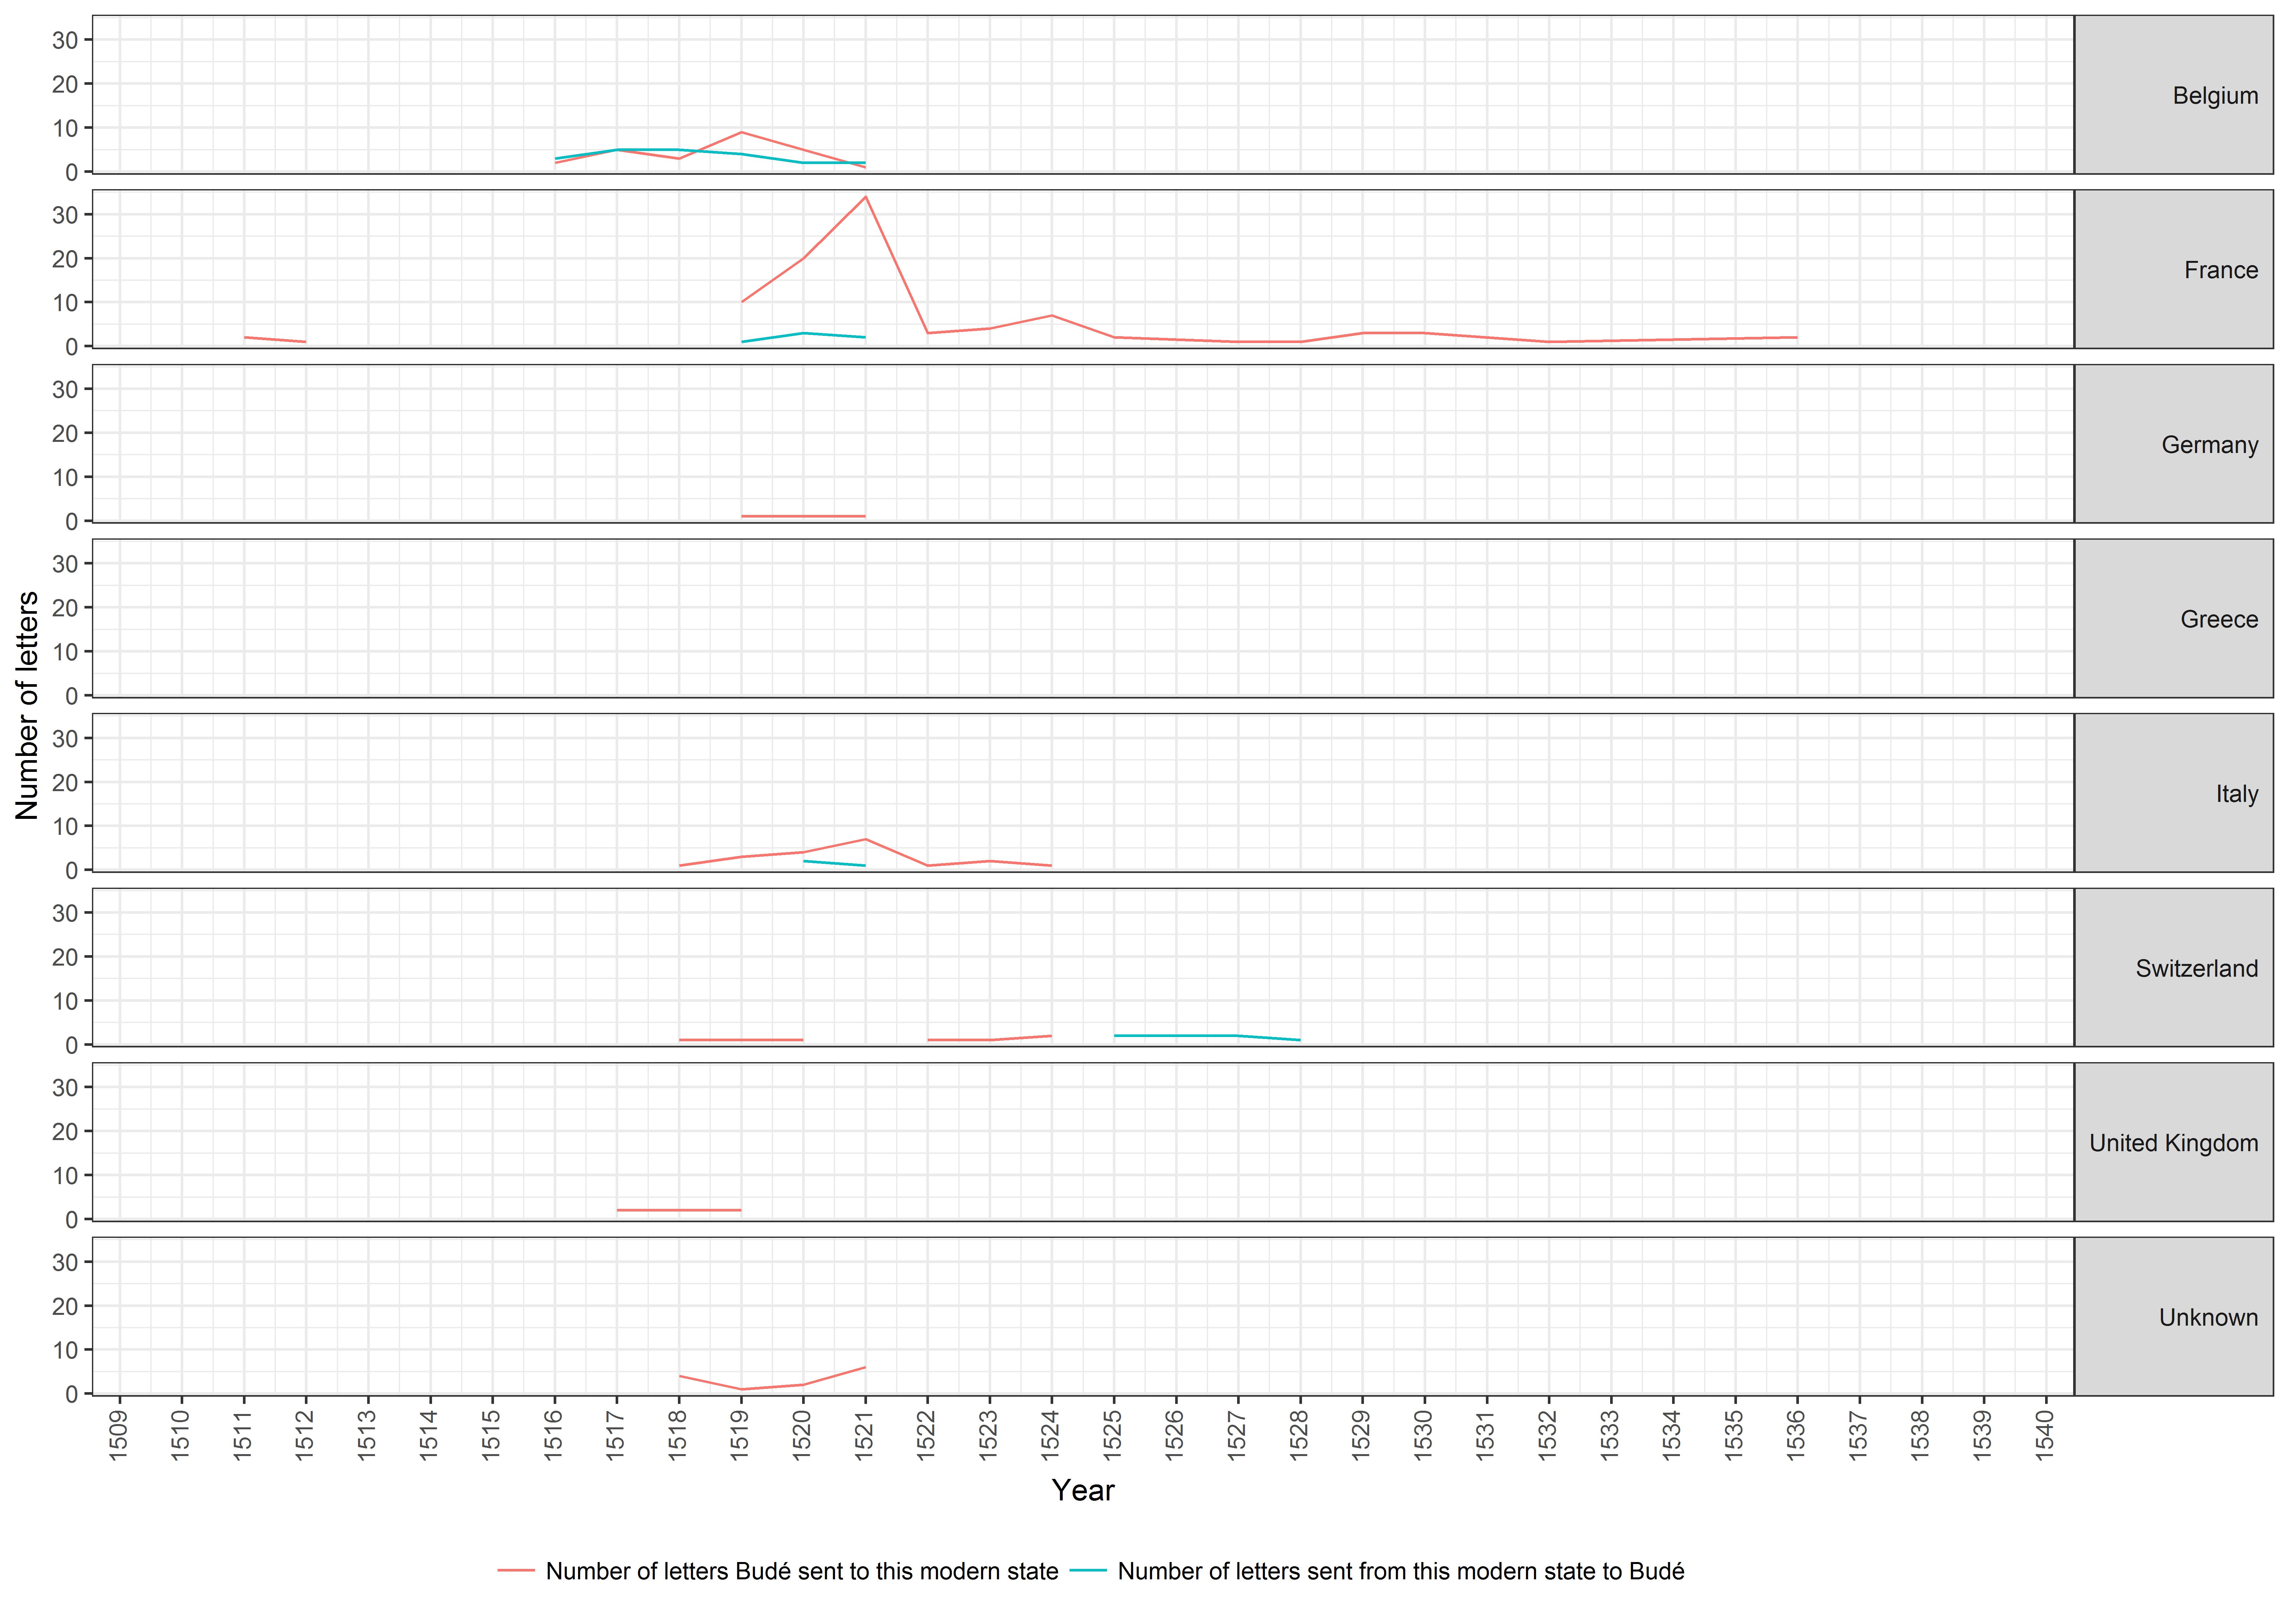 30
20
10
0
Belgium
30
20
10
0
France
30
20
10
0
Germany
30
20
10
0
Greece
30
20
10
0
Italy
30
20
10
0
Switzerland
30
20
10
0
United Kingdom
30
20
10
0
Unknown
Number of letters
1509 1510 1511 1512 1513 1514 1515 1516 1517 1518 1519 1520 1521 1522 1523 1524 1525 1526 1527 1528 1529 1530 1531 1532 1533 1534 1535 1536 1537 1538 1539 1540
Year
Number of letters Budé sent to this modern state Number of letters sent from this modern state to Budé